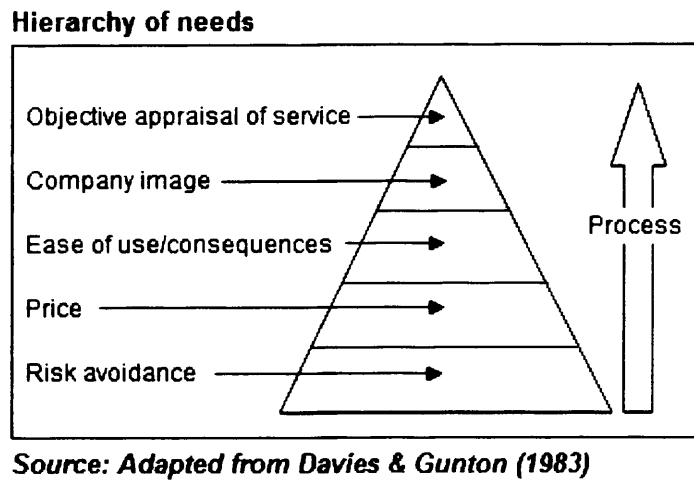 Hierarchy of needs
Objective appraisal of service
Company image
Ease of use/consequences
Process
Price
Risk avoidance
Source: Adapted from Davies & Gunton (1983)